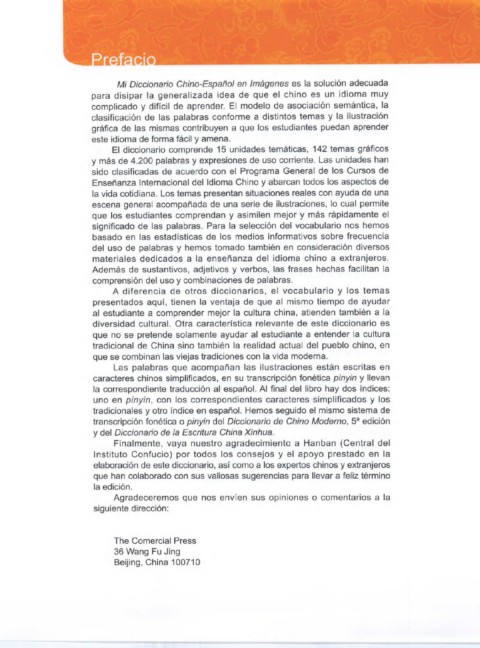 Prefacio
Mi Diccionario Chino-Español en Imágenes es la solución adecuada
para disipar la generalizada idea de que el chino es un idioma muy
complicado y difícil de aprender. El modelo de asociación semántica, la
clasificación de las palabras conforme a distintos temas y la ilustración
gráfica de las mismas contribuyen a que los estudiantes puedan aprender
este idioma de forma fácil y amena.
El diccionario comprende 15 unidades temáticas, 142 temas gráficos
y más de 4.200 palabras y expresiones de uso corriente. Las unidades han
sido clasificadas de acuerdo con el Programa General de los Cursos de
Enseñanza Internacional del Idioma Chino y abarcan todos los aspectos de
la vida cotidiana. Los temas presentan situaciones reales con ayuda de una
escena general acompañada de una serie de ilustraciones, lo cual permite
que los estudiantes comprendan y asimilen mejor y más rápidamente el
significado de las palabras. Para la selección del vocabulario nos hemos
basado en las estadísticas de los medios informativos sobre frecuencia
del uso de palabras y hemos tomado también en consideración diversos
materiales dedicados a la enseñanza del idioma chino a extranjeros.
Además de sustantivos, adjetivos y verbos, las frases hechas facilitan la
comprensión del uso y combinaciones de palabras.
A diferencia de otros diccionarios, el vocabulario y los temas
presentados aquí, tienen la ventaja de que al mismo tiempo de ayudar
al estudiante a comprender mejor la cultura china, atienden también a la
diversidad cultural. Otra característica relevante de este diccionario es
que no se pretende solamente ayudar al estudiante a entender la cultura
tradicional de China sino también la realidad actual del pueblo chino, en
que se combinan las viejas tradiciones con la vida moderna.
Las palabras que acompañan las ilustraciones están escritas en
caracteres chinos simplificados, en su transcripción fonética pinyin y llevan
la correspondiente traducción al español. Al final del libro hay dos índices:
uno en pinyin, con los correspondientes caracteres simplificados y los
tradicionales y otro índice en español. Hemos seguido el mismo sistema de
transcripción fonética o pinyin del Diccionario de Chino Moderno, 5ª edición
y del Diccionario de la Escritura China Xinhua.
Finalmente, vaya nuestro agradecimiento a Hanban (Central del
Instituto Confucio) por todos los consejos y el apoyo prestado en la
elaboración de este diccionario, así como a los expertos chinos y extranjeros
que han colaborado con sus valiosas sugerencias para llevar a feliz término
la edición.
Agradeceremos que nos envíen sus opiniones o comentarios a la
siguiente dirección:
The Comercial Press
36 Wang Fu Jing
Beijing, China 100710